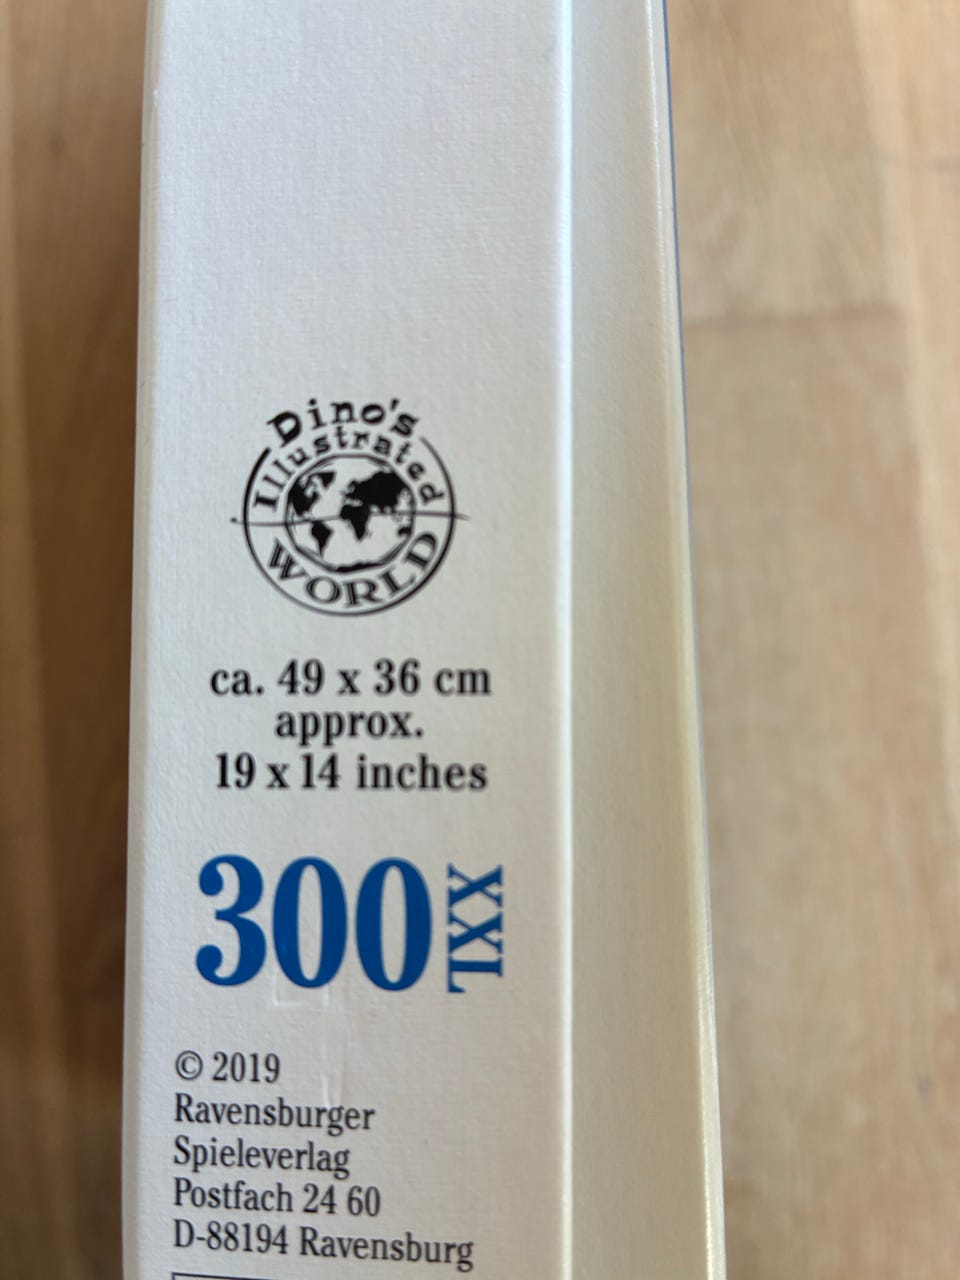 Dino's
Illustrated
WORLD
ca. 49 x 36 cm
approx.
19 x 14 inches
300 XXL
© 2019
Ravensburger
Spieleverlag
Postfach 24 60
D-88194 Ravensburg